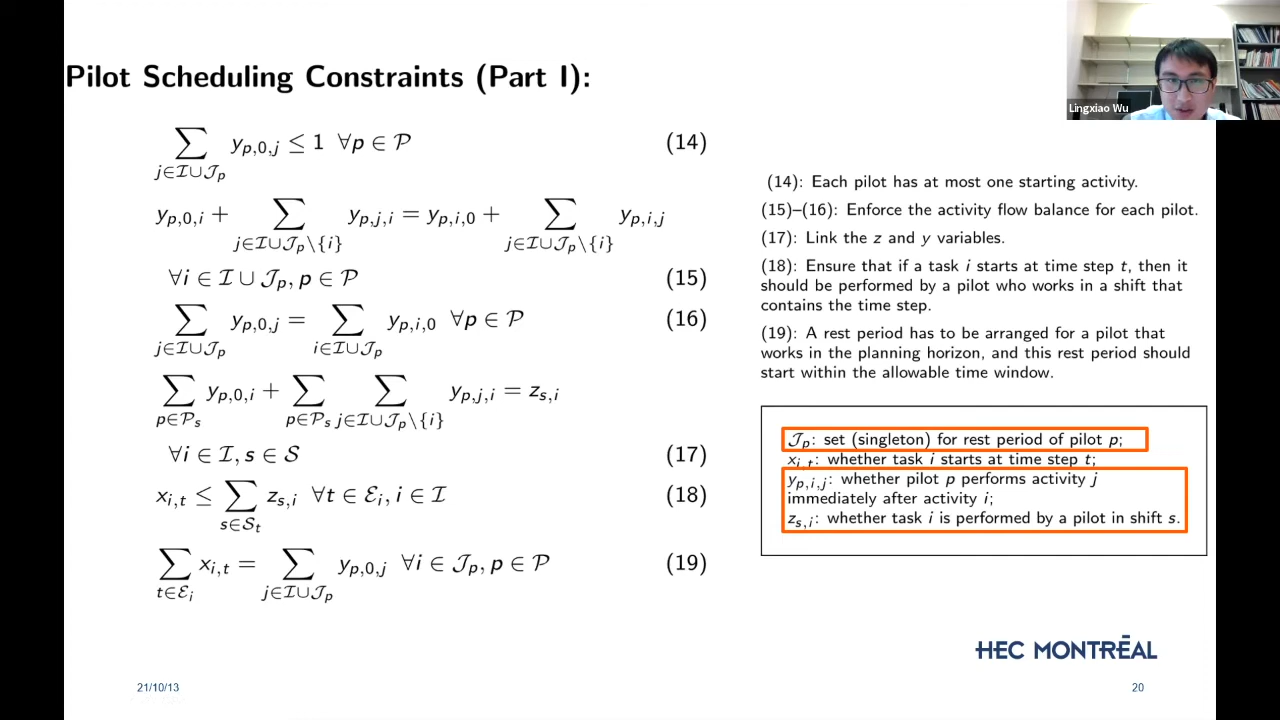 Pilot Scheduling Constraints (Part I):
Lingxiao Wu
∑_{j∈ℐ∪𝒥_p} y_{p,0,j} ≤ 1 ∀p ∈ 𝒫 (14)
y_{p,0,i} + ∑_{j∈ℐ∪𝒥_p\{i}} y_{p,j,i} = y_{p,i,0} + ∑_{j∈ℐ∪𝒥_p\{i}} y_{p,i,j}
∀i ∈ ℐ ∪ 𝒥_p, p ∈ 𝒫 (15)
∑_{j∈ℐ∪𝒥_p} y_{p,0,j} = ∑_{i∈ℐ∪𝒥_p} y_{p,i,0} ∀p ∈ 𝒫 (16)
∑_{p∈𝒫_s} y_{p,0,i} + ∑_{p∈𝒫_s} ∑_{j∈ℐ∪𝒥_p\{i}} y_{p,j,i} = z_{s,i}
∀i ∈ ℐ, s ∈ 𝒮 (17)
x_{i,t} ≤ ∑_{s∈𝒮_t} z_{s,i} ∀t ∈ ℰ_i, i ∈ ℐ (18)
∑_{t∈ℰ_i} x_{i,t} = ∑_{j∈ℐ∪𝒥_p} y_{p,0,j} ∀i ∈ 𝒥_p, p ∈ 𝒫 (19)
(14): Each pilot has at most one starting activity.
(15)–(16): Enforce the activity flow balance for each pilot.
(17): Link the z and y variables.
(18): Ensure that if a task i starts at time step t, then it
should be performed by a pilot who works in a shift that
contains the time step.
(19): A rest period has to be arranged for a pilot that
works in the planning horizon, and this rest period should
start within the allowable time window.
𝒥_p: set (singleton) for rest period of pilot p;
x_{i,t}: whether task i starts at time step t;
y_{p,i,j}: whether pilot p performs activity j
immediately after activity i;
z_{s,i}: whether task i is performed by a pilot in shift s.
HEC MONTRĒAL
21/10/13
20